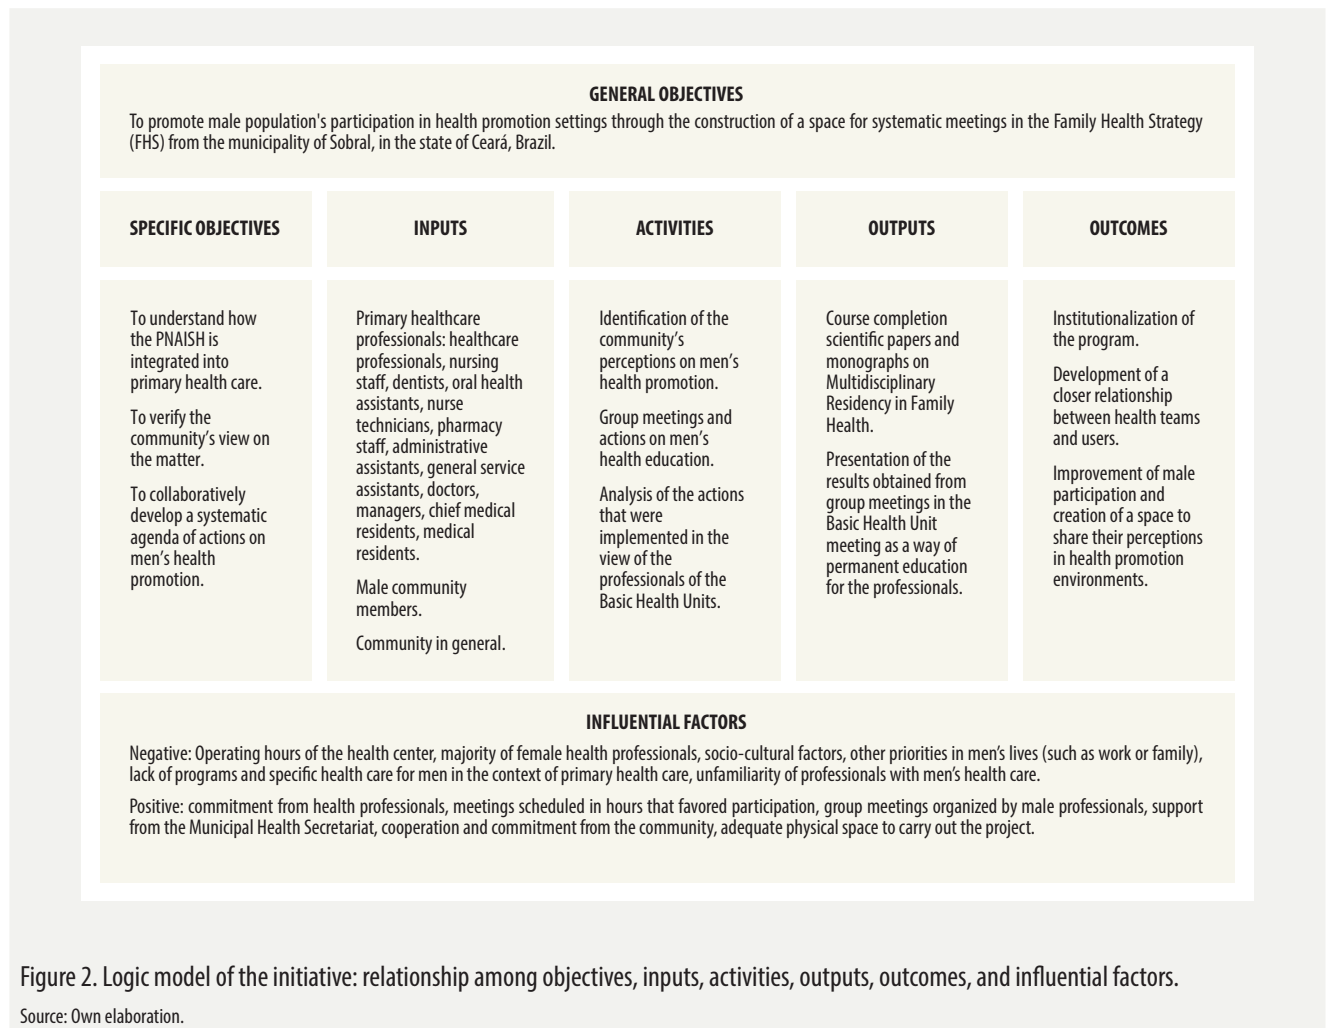 GENERAL OBJECTIVES
To promote male population's participation in health promotion settings through the construction of a space for systematic meetings in the Family Health Strategy
(FHS) from the municipality of Sobral, in the state of Ceará, Brazil.
SPECIFIC OBJECTIVES
INPUTS
ACTIVITIES
OUTPUTS
OUTCOMES
To understand how
the PNAISH is
integrated into
primary health care.
To verify the
community’s view on
the matter.
To collaboratively
develop a systematic
agenda of actions on
men’s health
promotion.
Primary healthcare
professionals: healthcare
professionals, nursing
staff, dentists, oral health
assistants, nurse
technicians, pharmacy
staff, administrative
assistants, general service
assistants, doctors,
managers, chief medical
residents, medical
residents.
Male community
members.
Community in general.
Identification of the
community’s
perceptions on men’s
health promotion.
Group meetings and
actions on men’s
health education.
Analysis of the actions
that were
implemented in the
view of the
professionals of the
Basic Health Units.
Course completion
scientific papers and
monographs on
Multidisciplinary
Residency in Family
Health.
Presentation of the
results obtained from
group meetings in the
Basic Health Unit
meeting as a way of
permanent education
for the professionals.
Institutionalization of
the program.
Development of a
closer relationship
between health teams
and users.
Improvement of male
participation and
creation of a space to
share their perceptions
in health promotion
environments.
INFLUENTIAL FACTORS
Negative: Operating hours of the health center, majority of female health professionals, socio-cultural factors, other priorities in men’s lives (such as work or family),
lack of programs and specific health care for men in the context of primary health care, unfamiliarity of professionals with men’s health care.
Positive: commitment from health professionals, meetings scheduled in hours that favored participation, group meetings organized by male professionals, support
from the Municipal Health Secretariat, cooperation and commitment from the community, adequate physical space to carry out the project.
Figure 2. Logic model of the initiative: relationship among objectives, inputs, activities, outputs, outcomes, and influential factors.
Source: Own elaboration.